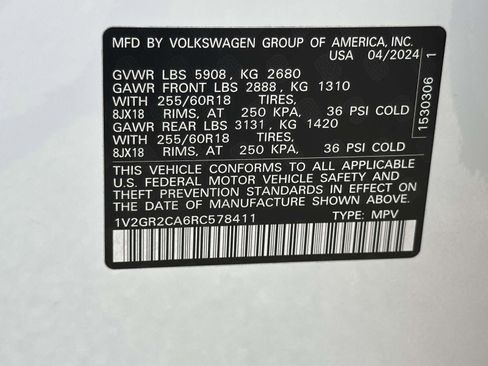 MFD BY VOLKSWAGEN GROUP OF AMERICA, INC.
USA 04/2024
GVWR LBS 5908, KG 2680
GAWR FRONT LBS 2888, KG 1310
WITH 255/60R18 TIRES,
8JX18 RIMS, AT 250 KPA, 36 PSI COLD
GAWR REAR LBS 3131, KG 1420
WITH 255/60R18 TIRES,
8JX18 RIMS, AT 250 KPA, 36 PSI COLD
THIS VEHICLE CONFORMS TO ALL APPLICABLE
U.S. FEDERAL MOTOR VEHICLE SAFETY AND
THEFT PREVENTION STANDARDS IN EFFECT ON
THE DATE OF MANUFACTURE SHOWN ABOVE.
1V2GR2CA6RC578411 TYPE: MPV
1530306 1